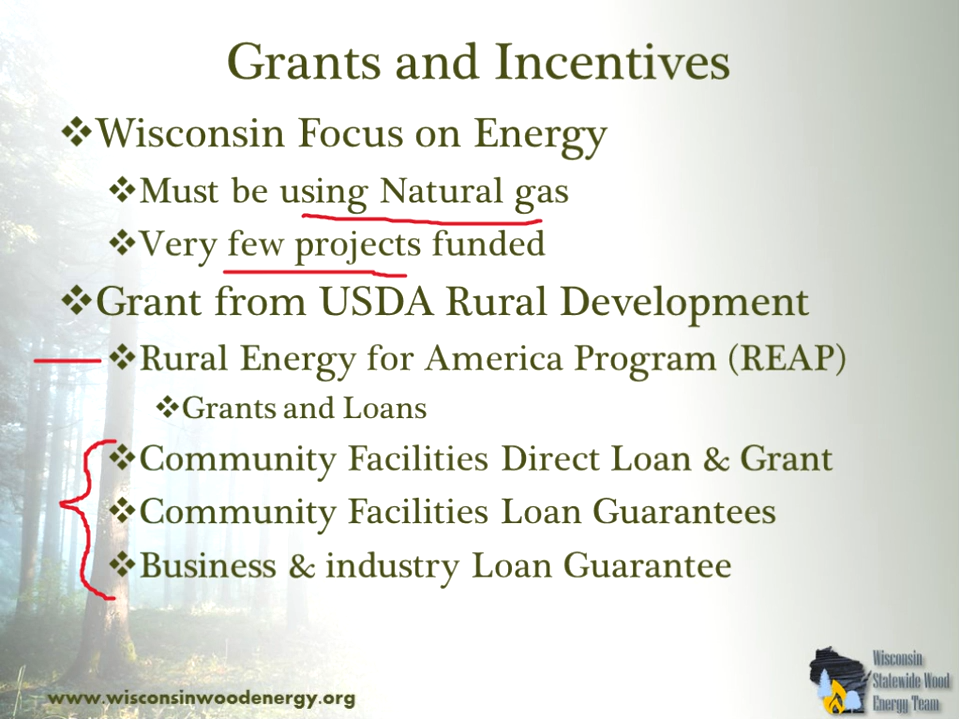 Grants and Incentives
❖Wisconsin Focus on Energy
❖Must be using Natural gas
❖Very few projects funded
❖Grant from USDA Rural Development
❖Rural Energy for America Program (REAP)
❖Grants and Loans
❖Community Facilities Direct Loan & Grant
❖Community Facilities Loan Guarantees
❖Business & industry Loan Guarantee
www.wisconsinwoodenergy.org
Wisconsin
Statewide Wood
Energy Team